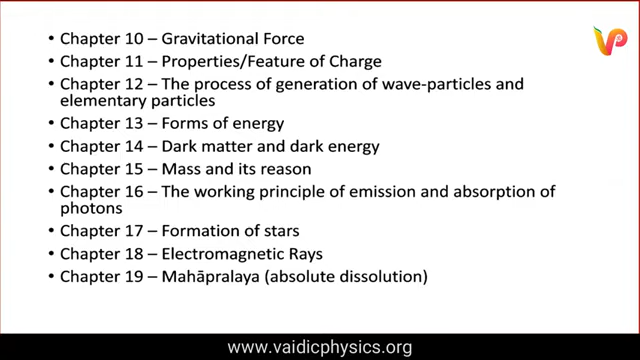 • Chapter 10 – Gravitational Force
• Chapter 11 – Properties/Feature of Charge
• Chapter 12 – The process of generation of wave-particles and
elementary particles
• Chapter 13 – Forms of energy
• Chapter 14 – Dark matter and dark energy
• Chapter 15 – Mass and its reason
• Chapter 16 – The working principle of emission and absorption of
photons
• Chapter 17 – Formation of stars
• Chapter 18 – Electromagnetic Rays
• Chapter 19 – Mahāpralaya (absolute dissolution)
VP
www.vaidicphysics.org